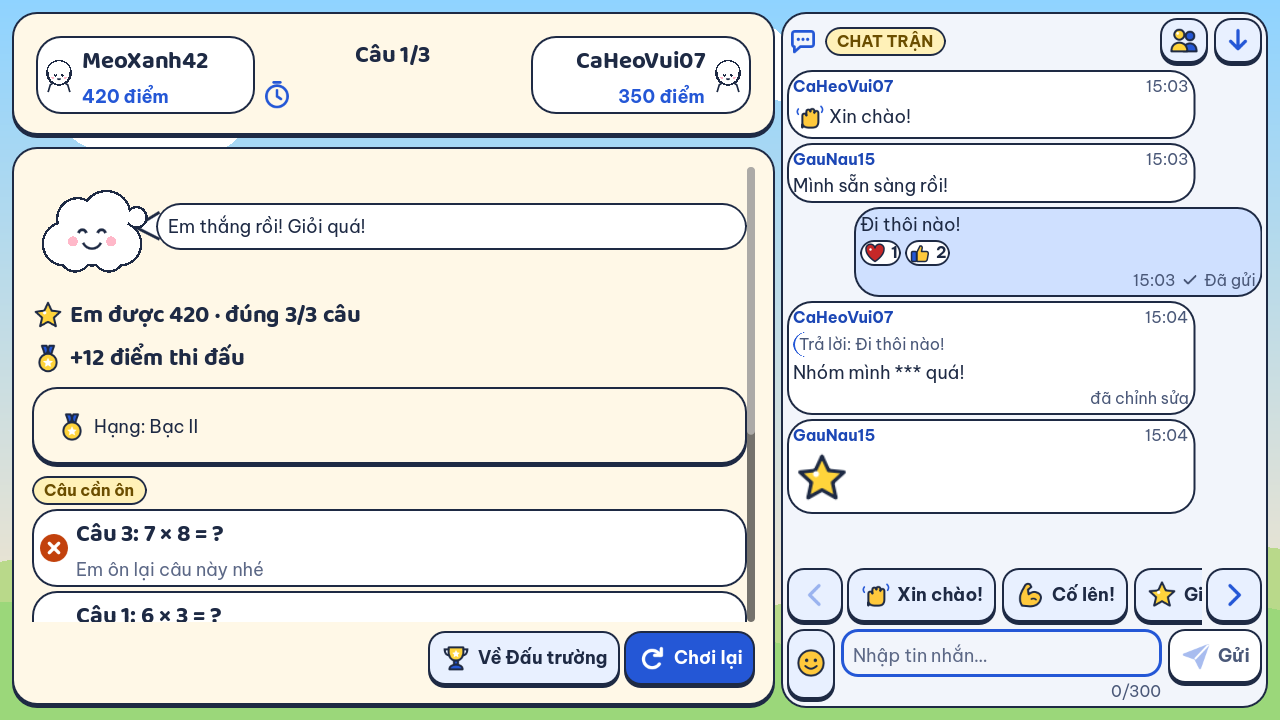 MeoXanh42
420 điểm
Câu 1/3
CaHeoVui07
350 điểm
Em thắng rồi! Giỏi quá!
Em được 420 · đúng 3/3 câu
+12 điểm thi đấu
Hạng: Bạc II
Câu cần ôn
Câu 3: 7 × 8 = ?
Em ôn lại câu này nhé
Câu 1: 6 × 3 = ?
Về Đấu trường
Chơi lại
CHAT TRẬN
CaHeoVui07 15:03
Xin chào!
GauNau15 15:03
Mình sẵn sàng rồi!
Đi thôi nào!
1 2
15:03 Đã gửi
CaHeoVui07 15:04
Trả lời: Đi thôi nào!
Nhóm mình *** quá!
đã chỉnh sửa
GauNau15 15:04
Xin chào! Cố lên! Gi
Nhập tin nhắn...
Gửi
0/300